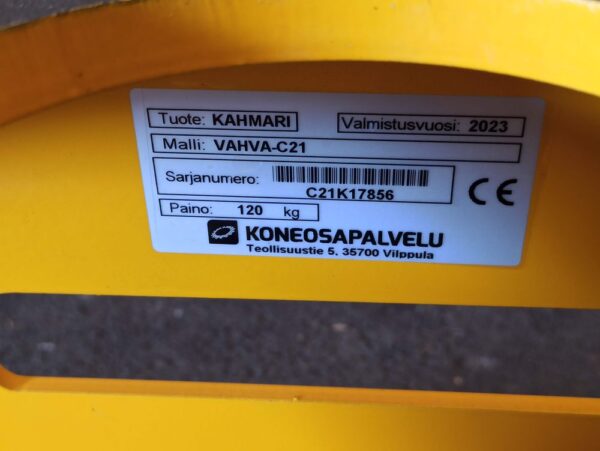 Tuote: KAHMARI Valmistusvuosi: 2023
Malli: VAHVA-C21
Sarjanumero:
C21K17856
Paino: 120 kg
KONEOSAPALVELU
Teollisuustie 5, 35700 Vilppula
CE